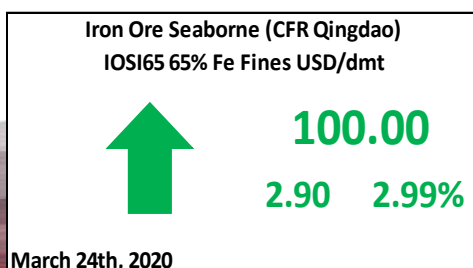 Iron Ore Seaborne (CFR Qingdao)
IOSI65 65% Fe Fines USD/dmt
100.00
2.90 2.99%
March 24th, 2020